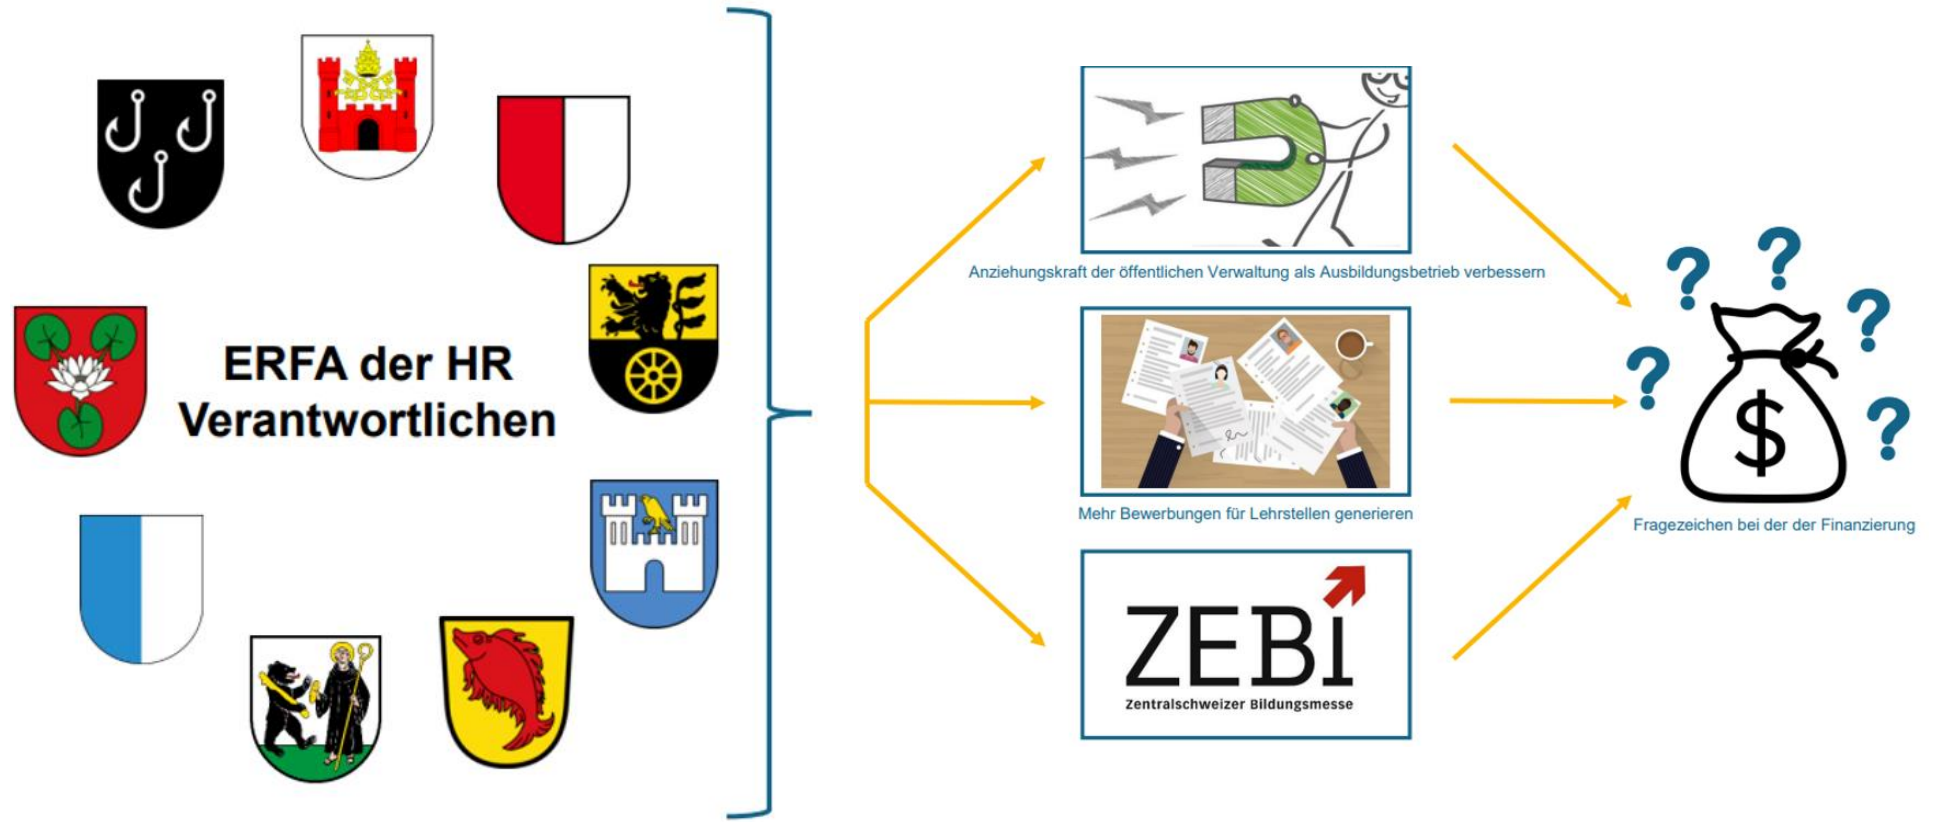 ERFA der HR
Verantwortlichen
Anziehungskraft der öffentlichen Verwaltung als Ausbildungsbetrieb verbessern
Mehr Bewerbungen für Lehrstellen generieren
ZEBi
Zentralschweizer Bildungsmesse
? ? ? ? ?
$
Fragezeichen bei der der Finanzierung